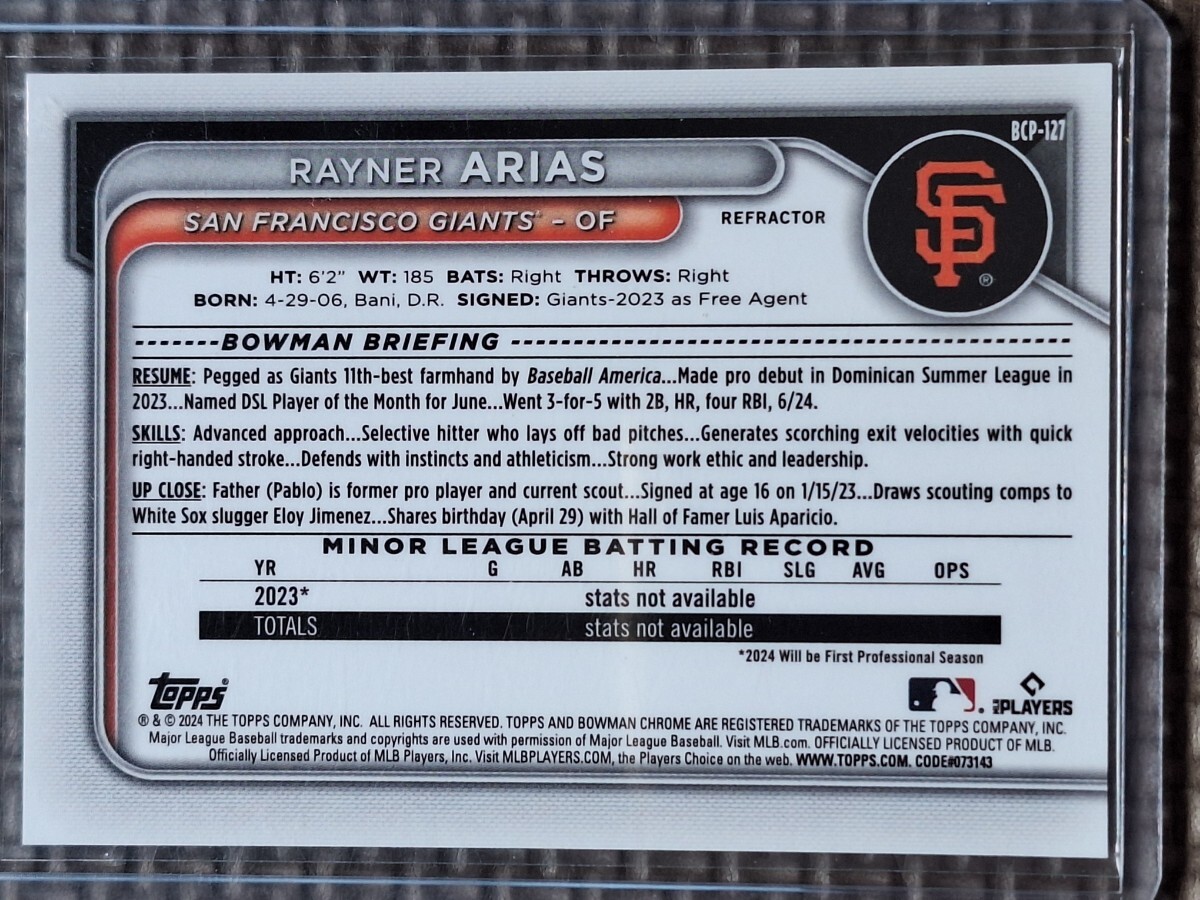 BCP-127
RAYNER ARIAS
SAN FRANCISCO GIANTS - OF
REFRACTOR
SF
®
HT: 6'2" WT: 185 BATS: Right THROWS: Right
BORN: 4-29-06, Bani, D.R. SIGNED: Giants-2023 as Free Agent
-------BOWMAN BRIEFING ---------------------------------------------
RESUME: Pegged as Giants 11th-best farmhand by Baseball America...Made pro debut in Dominican Summer League in
2023...Named DSL Player of the Month for June...Went 3-for-5 with 2B, HR, four RBI, 6/24.
SKILLS: Advanced approach...Selective hitter who lays off bad pitches...Generates scorching exit velocities with quick
right-handed stroke...Defends with instincts and athleticism...Strong work ethic and leadership.
UP CLOSE: Father (Pablo) is former pro player and current scout...Signed at age 16 on 1/15/23...Draws scouting comps to
White Sox slugger Eloy Jimenez...Shares birthday (April 29) with Hall of Famer Luis Aparicio.
MINOR LEAGUE BATTING RECORD
YR G AB HR RBI SLG AVG OPS
2023* stats not available
TOTALS stats not available
*2024 Will be First Professional Season
Topps® MLB PLAYERS
® & © 2024 THE TOPPS COMPANY, INC. ALL RIGHTS RESERVED. TOPPS AND BOWMAN CHROME ARE REGISTERED TRADEMARKS OF THE TOPPS COMPANY, INC.
Major League Baseball trademarks and copyrights are used with permission of Major League Baseball. Visit MLB.com. OFFICIALLY LICENSED PRODUCT OF MLB.
Officially Licensed Product of MLB Players, Inc. Visit MLBPLAYERS.COM, the Players Choice on the web. WWW.TOPPS.COM. CODE#073143